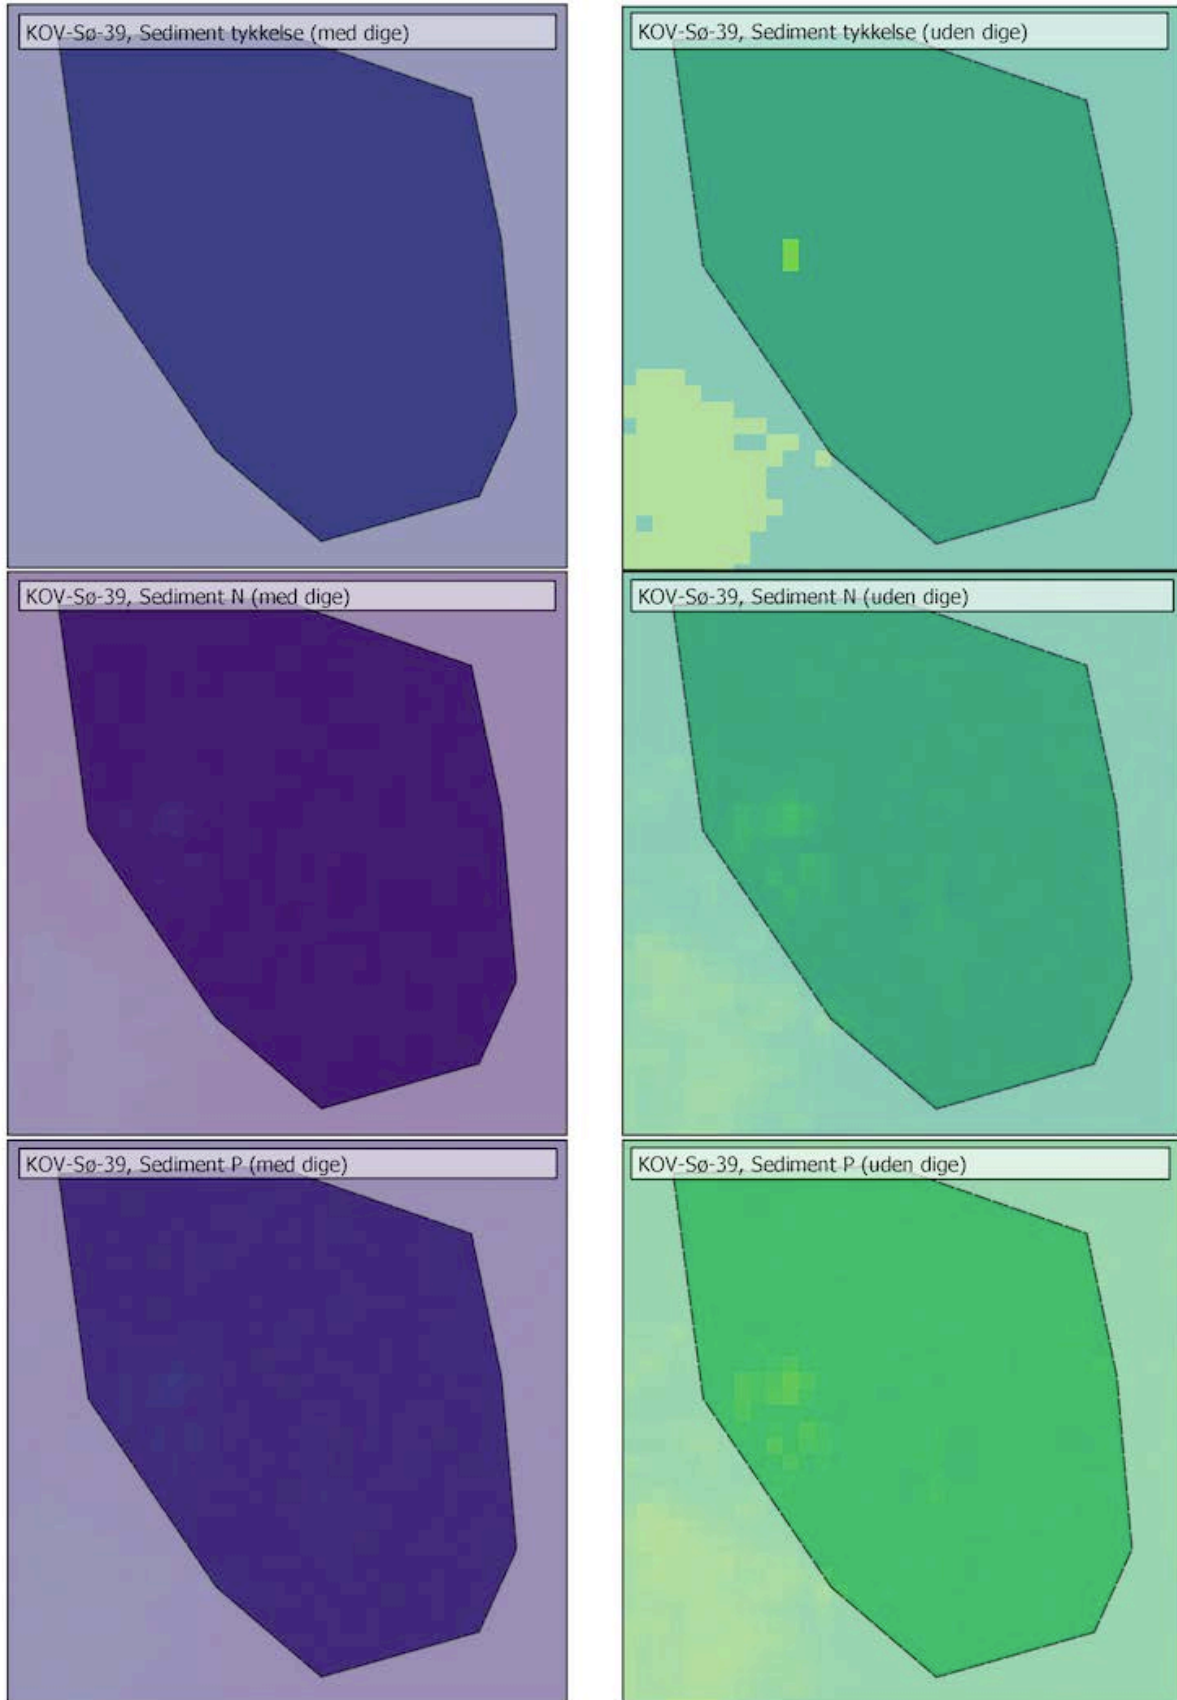 KOV-Sø-39, Sediment tykkelse (med dige)
KOV-Sø-39, Sediment tykkelse (uden dige)
KOV-Sø-39, Sediment N (med dige)
KOV-Sø-39, Sediment N (uden dige)
KOV-Sø-39, Sediment P (med dige)
KOV-Sø-39, Sediment P (uden dige)